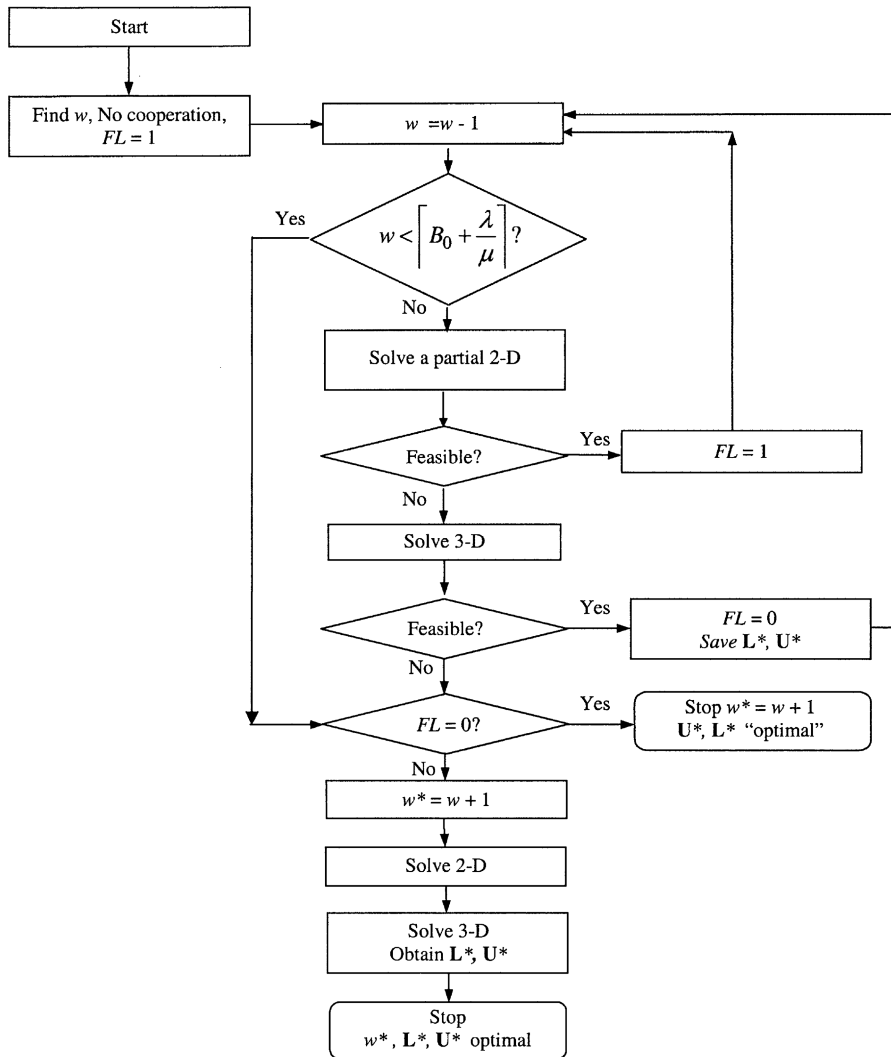 Start
Find w, No cooperation,
FL = 1
w =w - 1
Yes
w < ⌈B₀ + λ/μ⌉ ?
No
Solve a partial 2-D
Feasible?
Yes
FL = 1
No
Solve 3-D
Feasible?
Yes
FL = 0
Save L*, U*
No
FL = 0?
Yes
Stop w* = w + 1
U*, L* “optimal”
No
w* = w + 1
Solve 2-D
Solve 3-D
Obtain L*, U*
Stop
w*, L*, U* optimal